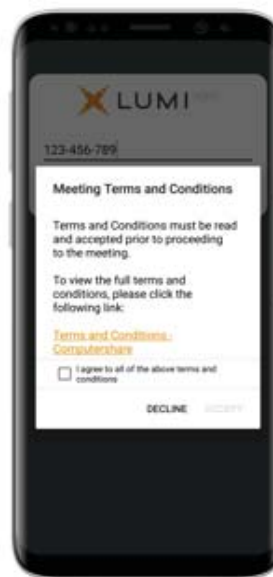 LUMI
123-456-789
Meeting Terms and Conditions
Terms and Conditions must be read
and accepted prior to proceeding
to the meeting.
To view the full terms and
conditions, please click the
following link:
Terms and Conditions -
Computershare
I agree to all of the above terms and
conditions
DECLINE ACCEPT